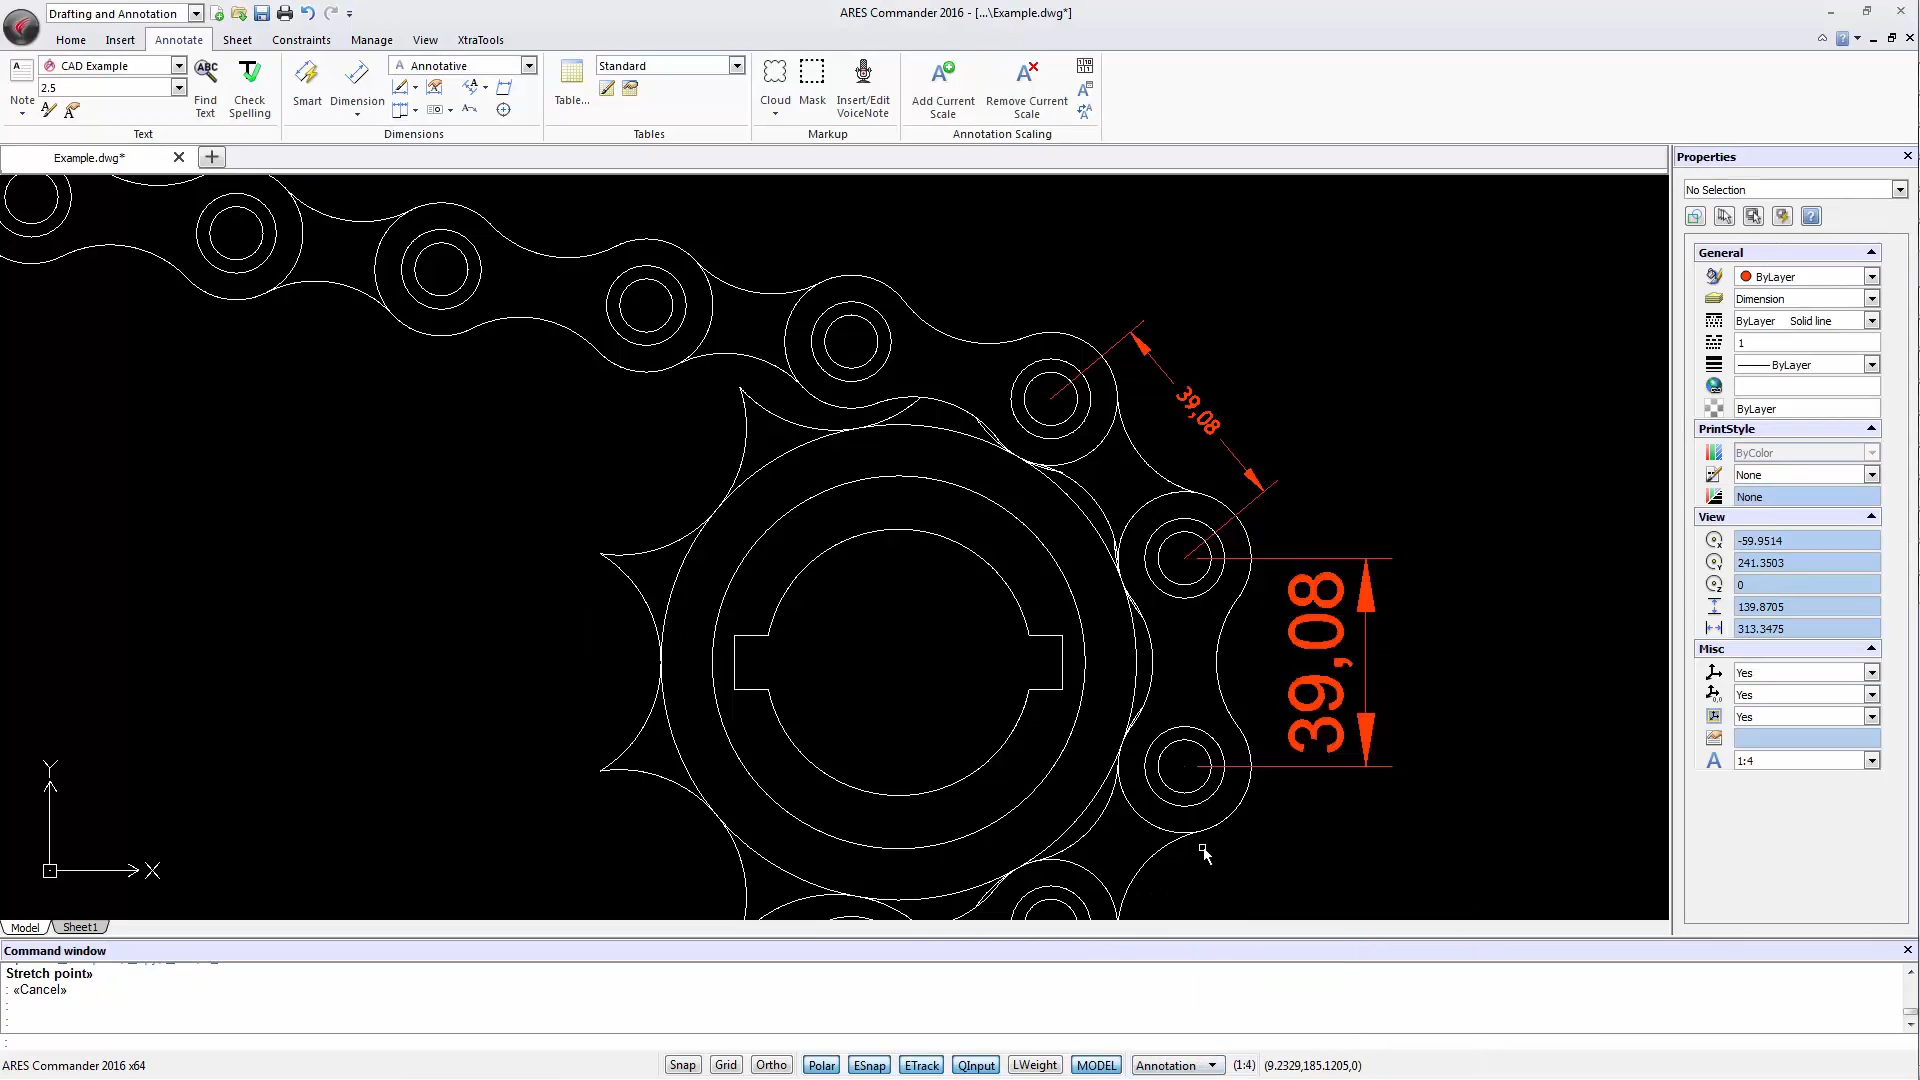 Drafting and Annotation
ARES Commander 2016 - [...\Example.dwg*]
Home Insert Annotate Sheet Constraints Manage View XtraTools
Note
CAD Example
2.5
ABC
Find Text
Check Spelling
Text
Smart
Dimension
Annotative
Dimensions
Table...
Standard
Tables
Cloud
Mask
Insert/Edit VoiceNote
Markup
Add Current Scale
Remove Current Scale
Annotation Scaling
Example.dwg*
Properties
No Selection
General
ByLayer
Dimension
ByLayer Solid line
1
ByLayer
ByLayer
PrintStyle
ByColor
None
None
View
-59.9514
241.3503
0
139.8705
313.3475
Misc
Yes
Yes
Yes
1:4
39,08
39,08
Y
X
Model Sheet1
Command window
Stretch point»
: «Cancel»
:
:
:
ARES Commander 2016 x64
Snap Grid Ortho Polar ESnap ETrack QInput LWeight MODEL Annotation (1:4) (9.2329,185.1205,0)